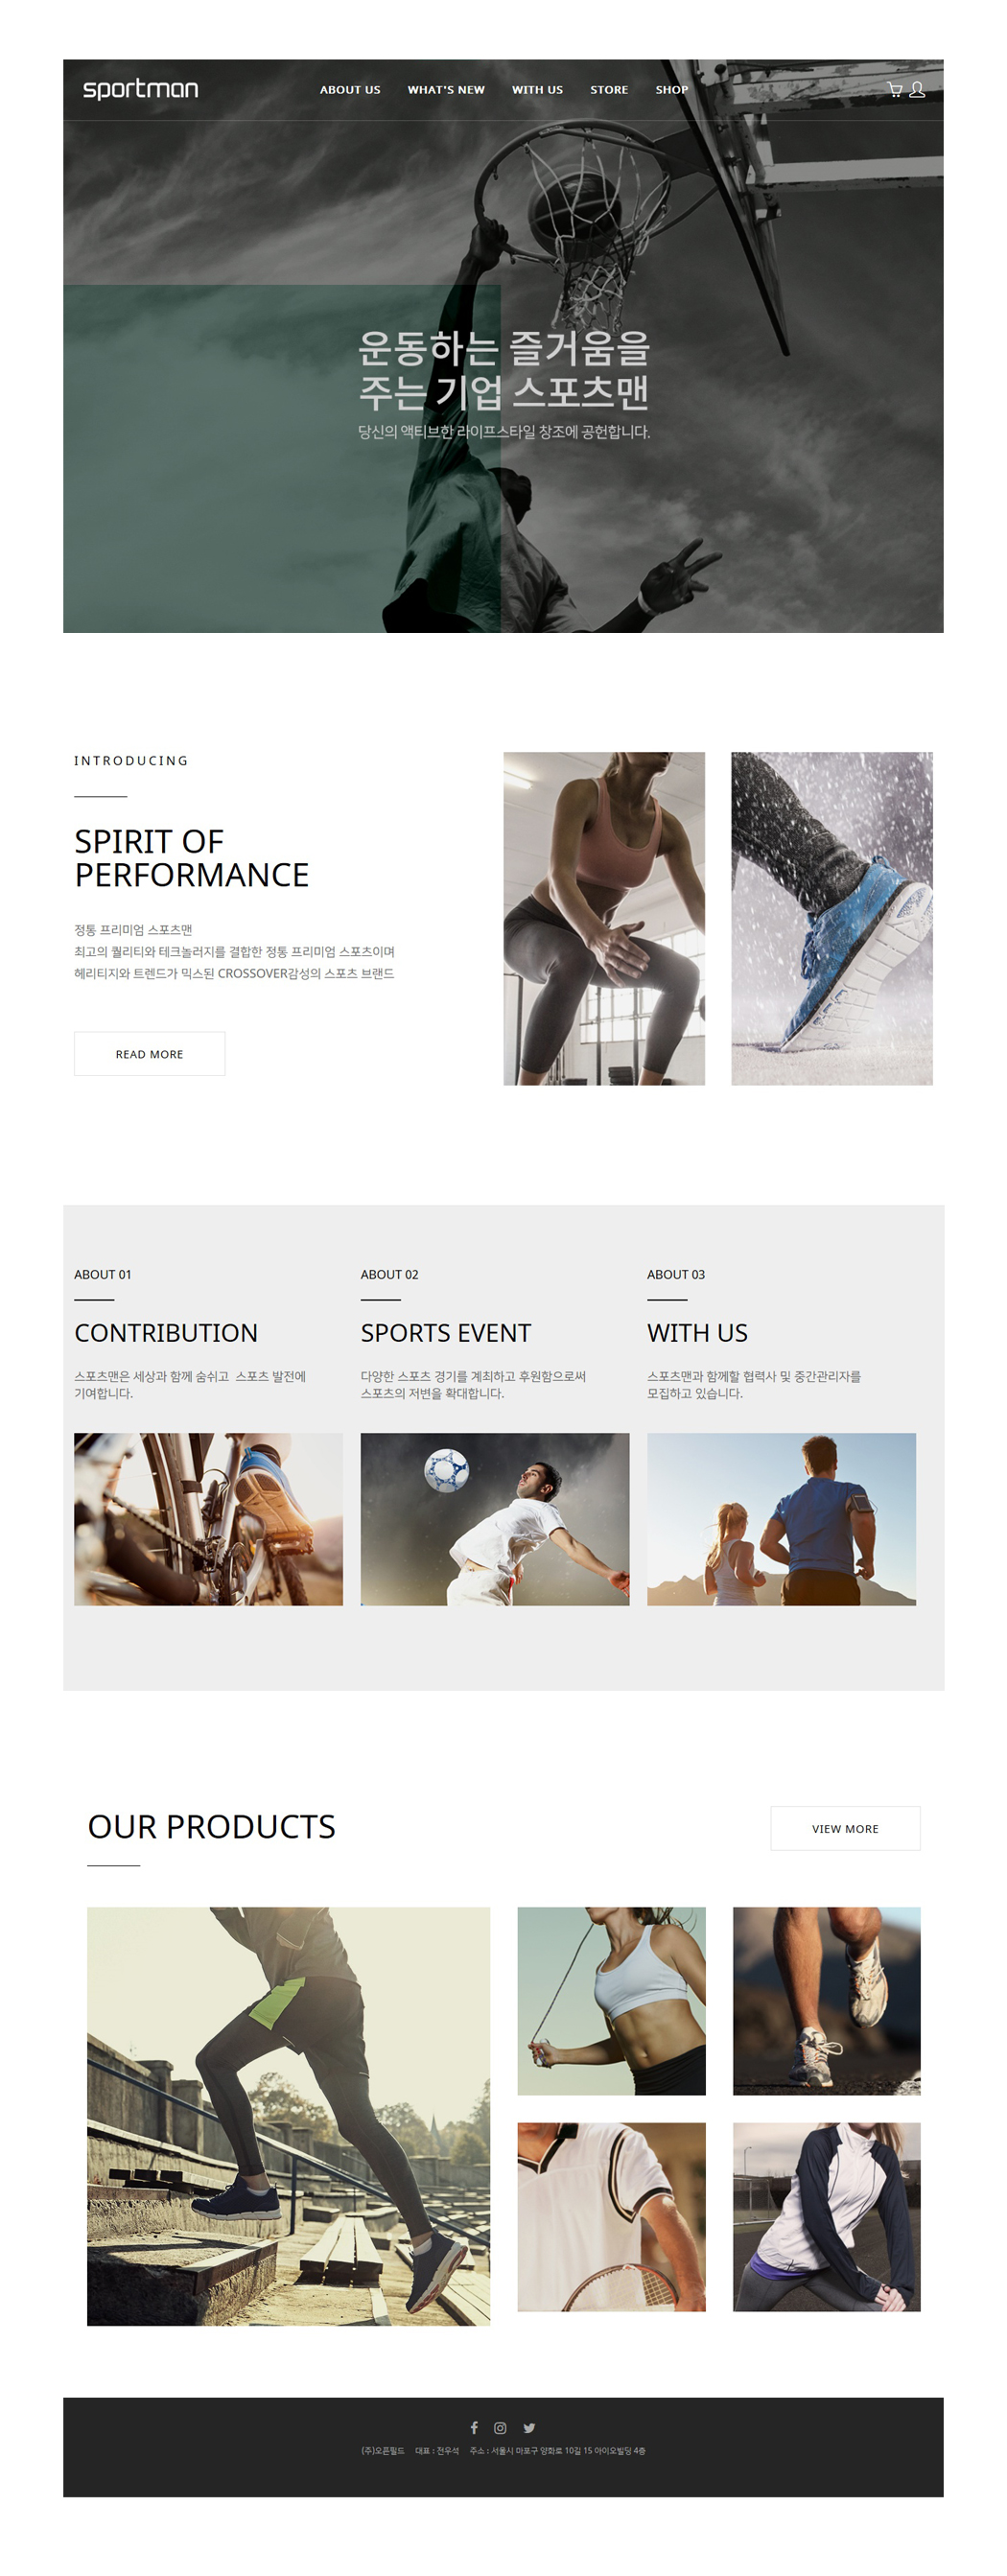 sportman
ABOUT US
WHAT'S NEW
WITH US
STORE
SHOP
운동하는 즐거움을
주는 기업 스포츠맨
당신의 액티브한 라이프스타일 창조에 공헌합니다.
INTRODUCING
SPIRIT OF
PERFORMANCE
정통 프리미엄 스포츠맨
최고의 퀄리티와 테크놀러지를 결합한 정통 프리미엄 스포츠이며
헤리티지와 트렌드가 믹스된 CROSSOVER감성의 스포츠 브랜드
READ MORE
ABOUT 01
CONTRIBUTION
스포츠맨은 세상과 함께 숨쉬고 스포츠 발전에
기여합니다.
ABOUT 02
SPORTS EVENT
다양한 스포츠 경기를 계최하고 후원함으로써
스포츠의 저변을 확대합니다.
ABOUT 03
WITH US
스포츠맨과 함께할 협력사 및 중간관리자를
모집하고 있습니다.
OUR PRODUCTS
VIEW MORE
(주)오픈필드 대표 : 전우석 주소 : 서울시 마포구 양화로 10길 15 아이오빌딩 4층